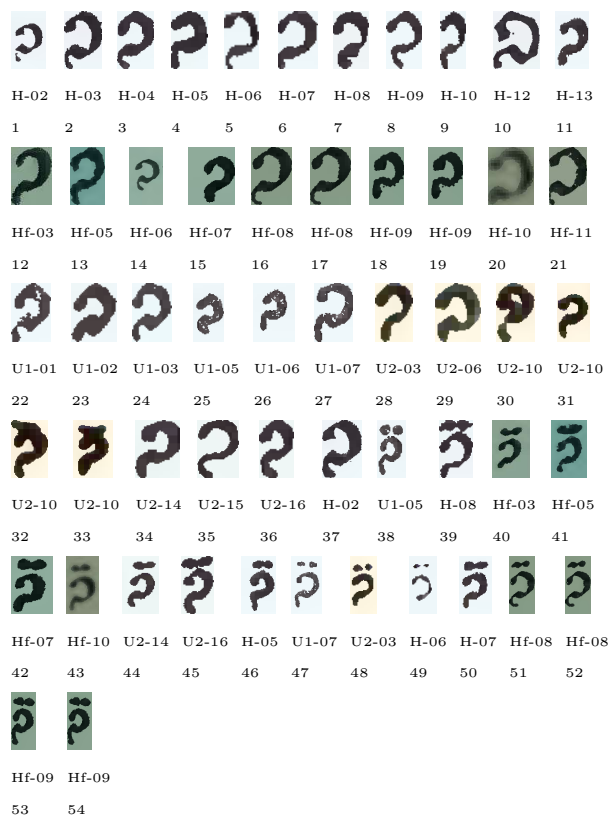 H-02 H-03 H-04 H-05 H-06 H-07 H-08 H-09 H-10 H-12 H-13
1 2 3 4 5 6 7 8 9 10 11
Hf-03 Hf-05 Hf-06 Hf-07 Hf-08 Hf-08 Hf-09 Hf-09 Hf-10 Hf-11
12 13 14 15 16 17 18 19 20 21
U1-01 U1-02 U1-03 U1-05 U1-06 U1-07 U2-03 U2-06 U2-10 U2-10
22 23 24 25 26 27 28 29 30 31
U2-10 U2-10 U2-14 U2-15 U2-16 H-02 U1-05 H-08 Hf-03 Hf-05
32 33 34 35 36 37 38 39 40 41
Hf-07 Hf-10 U2-14 U2-16 H-05 U1-07 U2-03 H-06 H-07 Hf-08 Hf-08
42 43 44 45 46 47 48 49 50 51 52
Hf-09 Hf-09
53 54